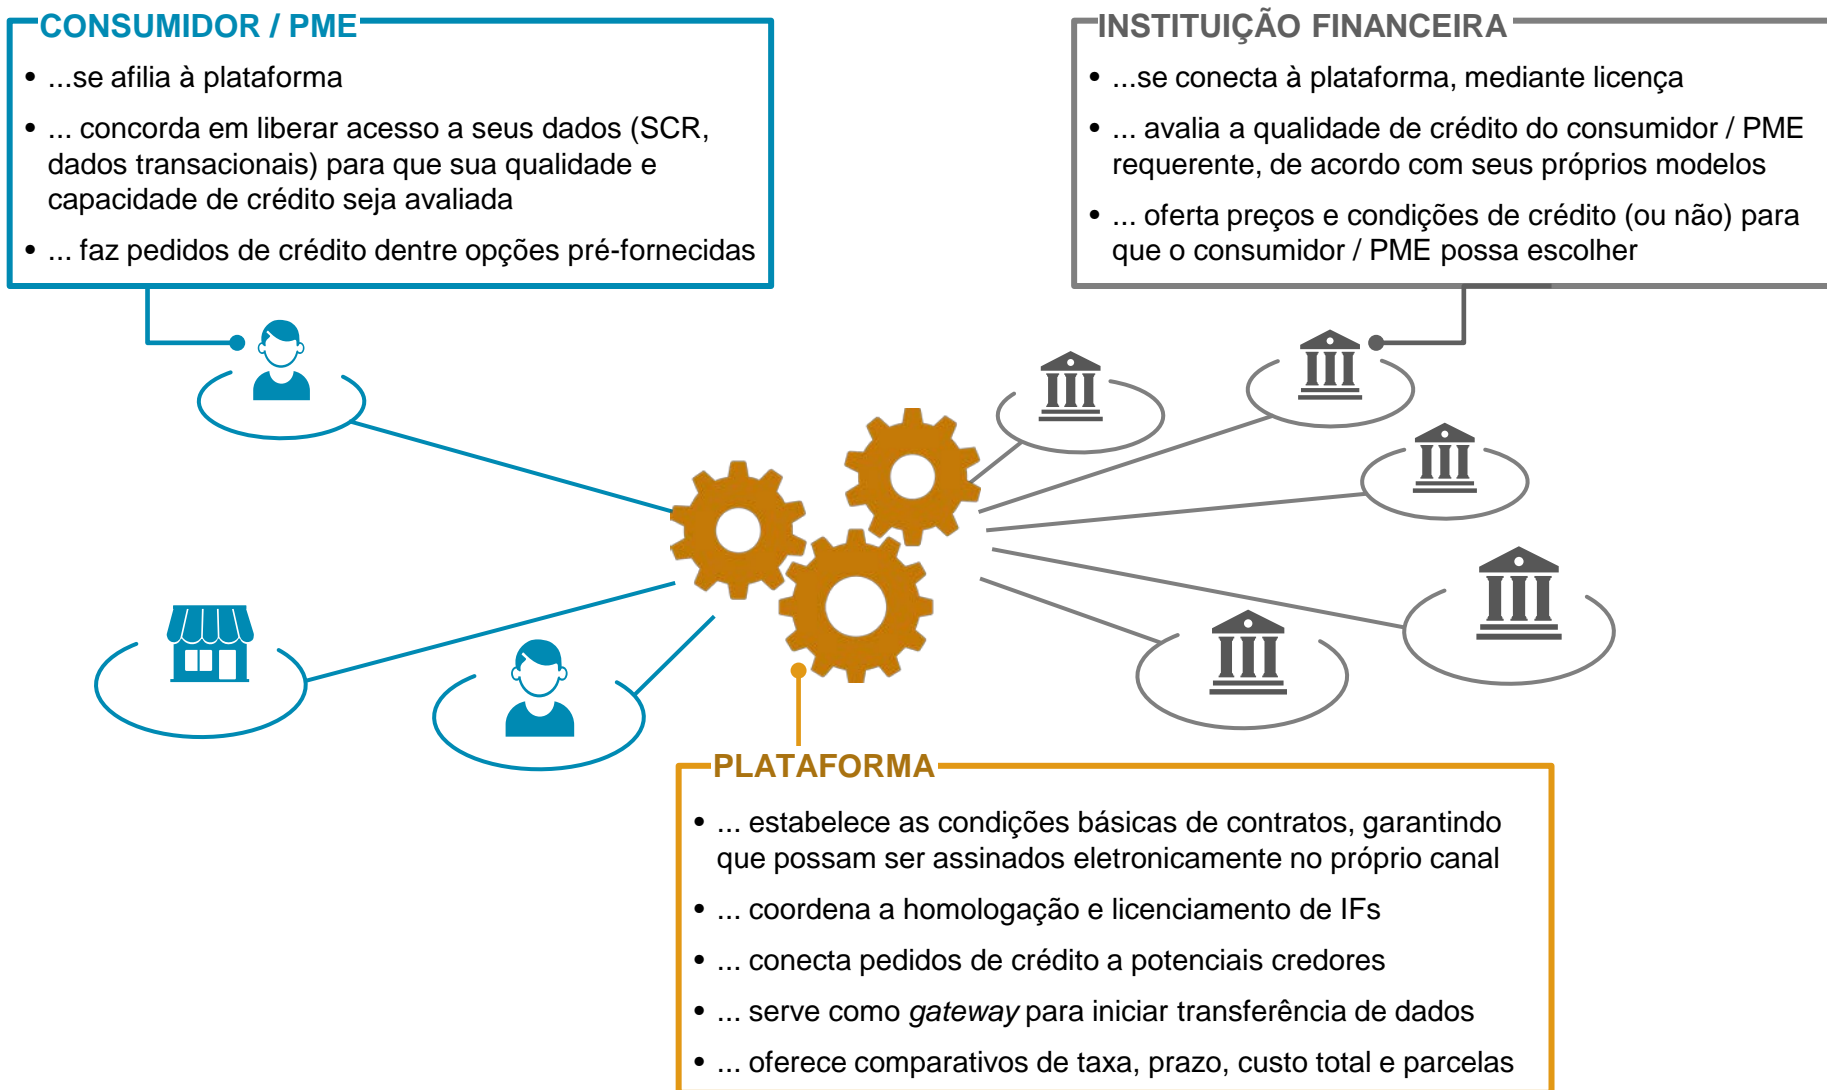 CONSUMIDOR / PME
• ...se afilia à plataforma
• ... concorda em liberar acesso a seus dados (SCR,
dados transacionais) para que sua qualidade e
capacidade de crédito seja avaliada
• ... faz pedidos de crédito dentre opções pré-fornecidas
INSTITUIÇÃO FINANCEIRA
• ...se conecta à plataforma, mediante licença
• ... avalia a qualidade de crédito do consumidor / PME
requerente, de acordo com seus próprios modelos
• ... oferta preços e condições de crédito (ou não) para
que o consumidor / PME possa escolher
PLATAFORMA
• ... estabelece as condições básicas de contratos, garantindo
que possam ser assinados eletronicamente no próprio canal
• ... coordena a homologação e licenciamento de IFs
• ... conecta pedidos de crédito a potenciais credores
• ... serve como gateway para iniciar transferência de dados
• ... oferece comparativos de taxa, prazo, custo total e parcelas